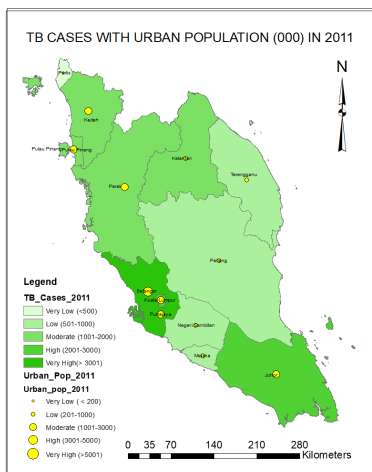 TB CASES WITH URBAN POPULATION (000) IN 2011
N
Perlis
Kedah
Pulau Pinang
Pulau Pinang
Kelantan
Terengganu
Perak
Pahang
Selangor
Kuala Lumpur
Putrajaya
Negeri Sembilan
Melaka
Johor
Legend
TB_Cases_2011
Very Low (<500)
Low (501-1000)
Moderate (1001-2000)
High (2001-3000)
Very High(> 3001)
Urban_Pop_2011
Urban_pop_2011
Very Low ( < 200)
Low (201-1000)
Moderate (1001-3000)
High (3001-5000)
Very High (>5001)
0 35 70 140 210 280
Kilometers